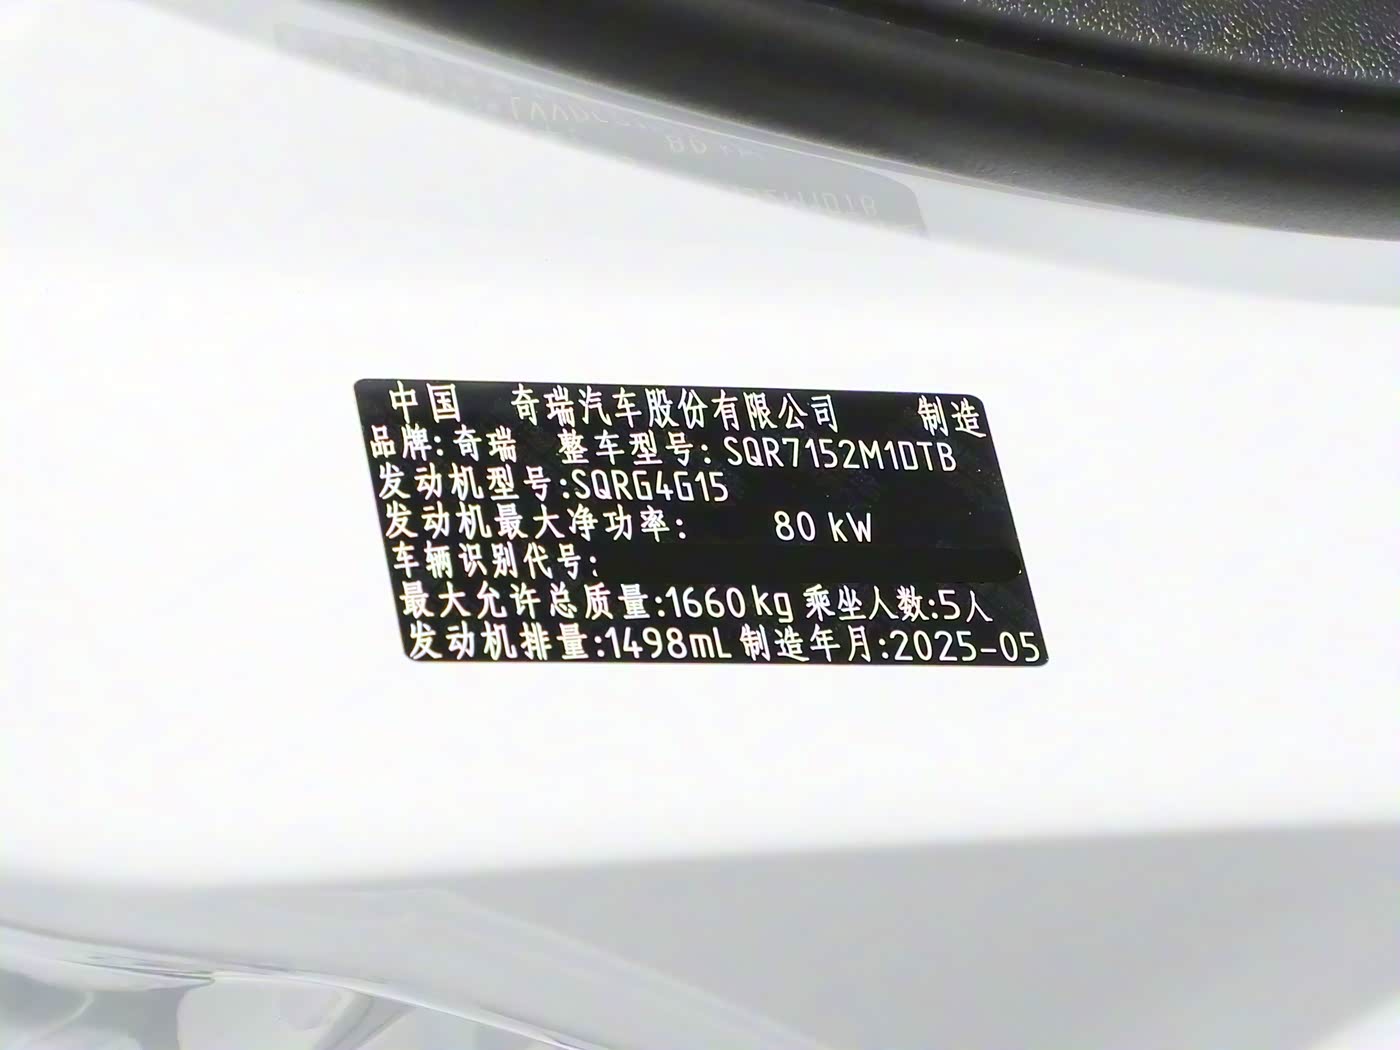 中国 奇瑞汽车股份有限公司 制造
品牌:奇瑞 整车型号:SQR7152M1DTB
发动机型号:SQRG4G15
发动机最大净功率: 80 kW
车辆识别代号:
最大允许总质量:1660kg 乘坐人数:5人
发动机排量:1498mL 制造年月:2025-05